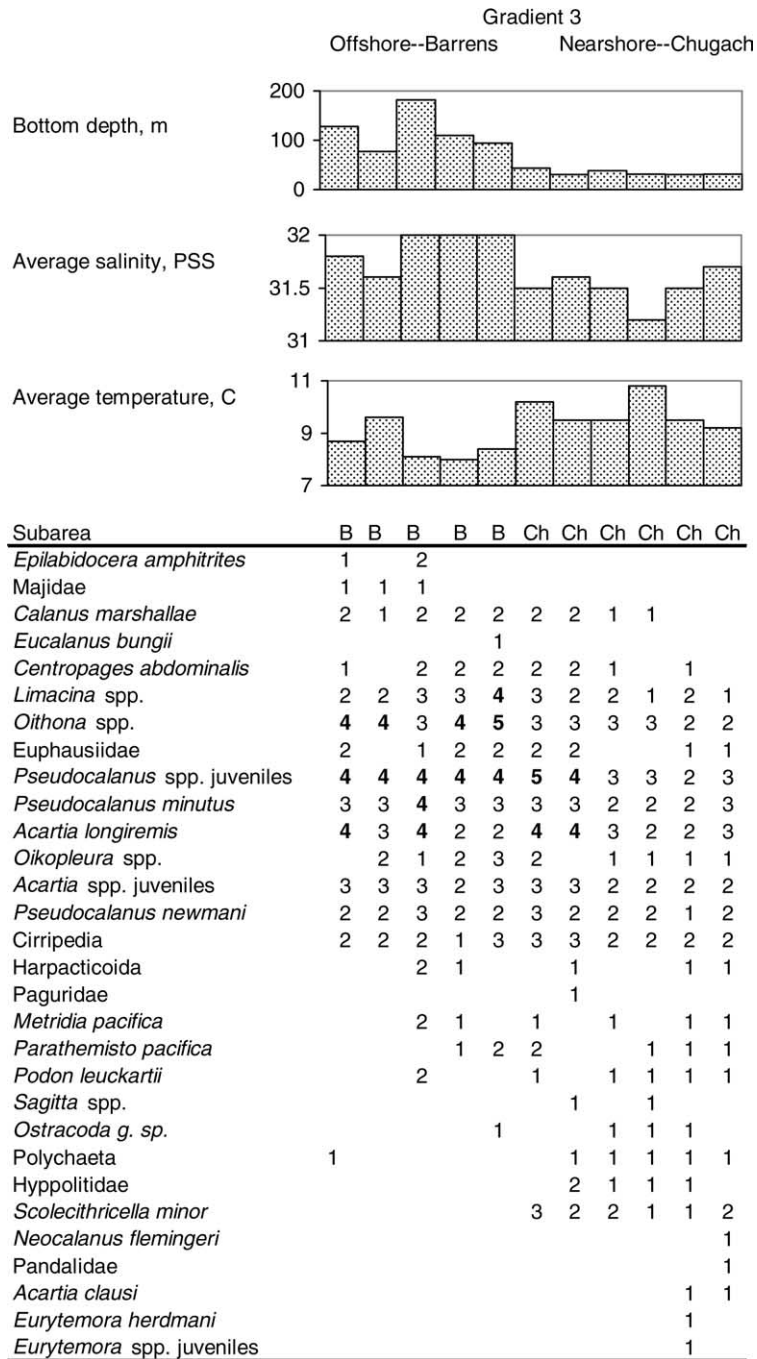 Gradient 3
Offshore--Barrens Nearshore--Chugach
Bottom depth, m
200
100
0
Average salinity, PSS
32
31.5
31
Average temperature, C
11
9
7
Subarea B B B B B Ch Ch Ch Ch Ch Ch
Epilabidocera amphitrites 1 2
Majidae 1 1 1
Calanus marshallae 2 1 2 2 2 2 2 1 1
Eucalanus bungii 1
Centropages abdominalis 1 2 2 2 2 2 1 1
Limacina spp. 2 2 3 3 4 3 2 2 1 2 1
Oithona spp. 4 4 3 4 5 3 3 3 3 2 2
Euphausiidae 2 1 2 2 2 2 1 1
Pseudocalanus spp. juveniles 4 4 4 4 4 5 4 3 3 2 3
Pseudocalanus minutus 3 3 4 3 3 3 3 2 2 2 3
Acartia longiremis 4 3 4 2 2 4 4 3 2 2 3
Oikopleura spp. 2 1 2 3 2 1 1 1 1
Acartia spp. juveniles 3 3 3 2 3 3 3 2 2 2 2
Pseudocalanus newmani 2 2 3 2 2 3 2 2 2 1 2
Cirripedia 2 2 2 1 3 3 3 2 2 2 2
Harpacticoida 2 1 1 1 1
Paguridae 1
Metridia pacifica 2 1 1 1 1 1
Parathemisto pacifica 1 2 2 1 1 1
Podon leuckartii 2 1 1 1 1 1
Sagitta spp. 1 1
Ostracoda g. sp. 1 1 1 1
Polychaeta 1 1 1 1 1 1
Hyppolitidae 2 1 1 1
Scolecithricella minor 3 2 2 1 1 2
Neocalanus flemingeri 1
Pandalidae 1
Acartia clausi 1 1
Eurytemora herdmani 1
Eurytemora spp. juveniles 1